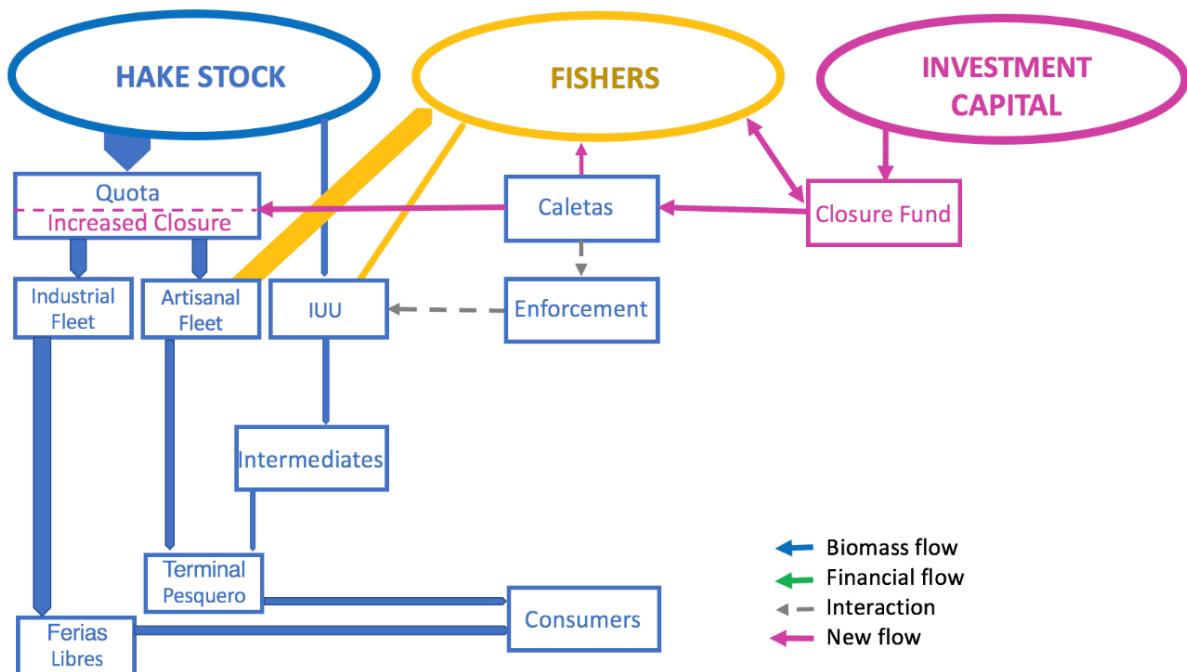 HAKE STOCK
FISHERS
INVESTMENT
CAPITAL
Quota
Increased Closure
Caletas
Closure Fund
Industrial
Fleet
Artisanal
Fleet
IUU
Enforcement
Intermediates
Terminal
Pesquero
Ferias
Libres
Consumers
Biomass flow
Financial flow
Interaction
New flow